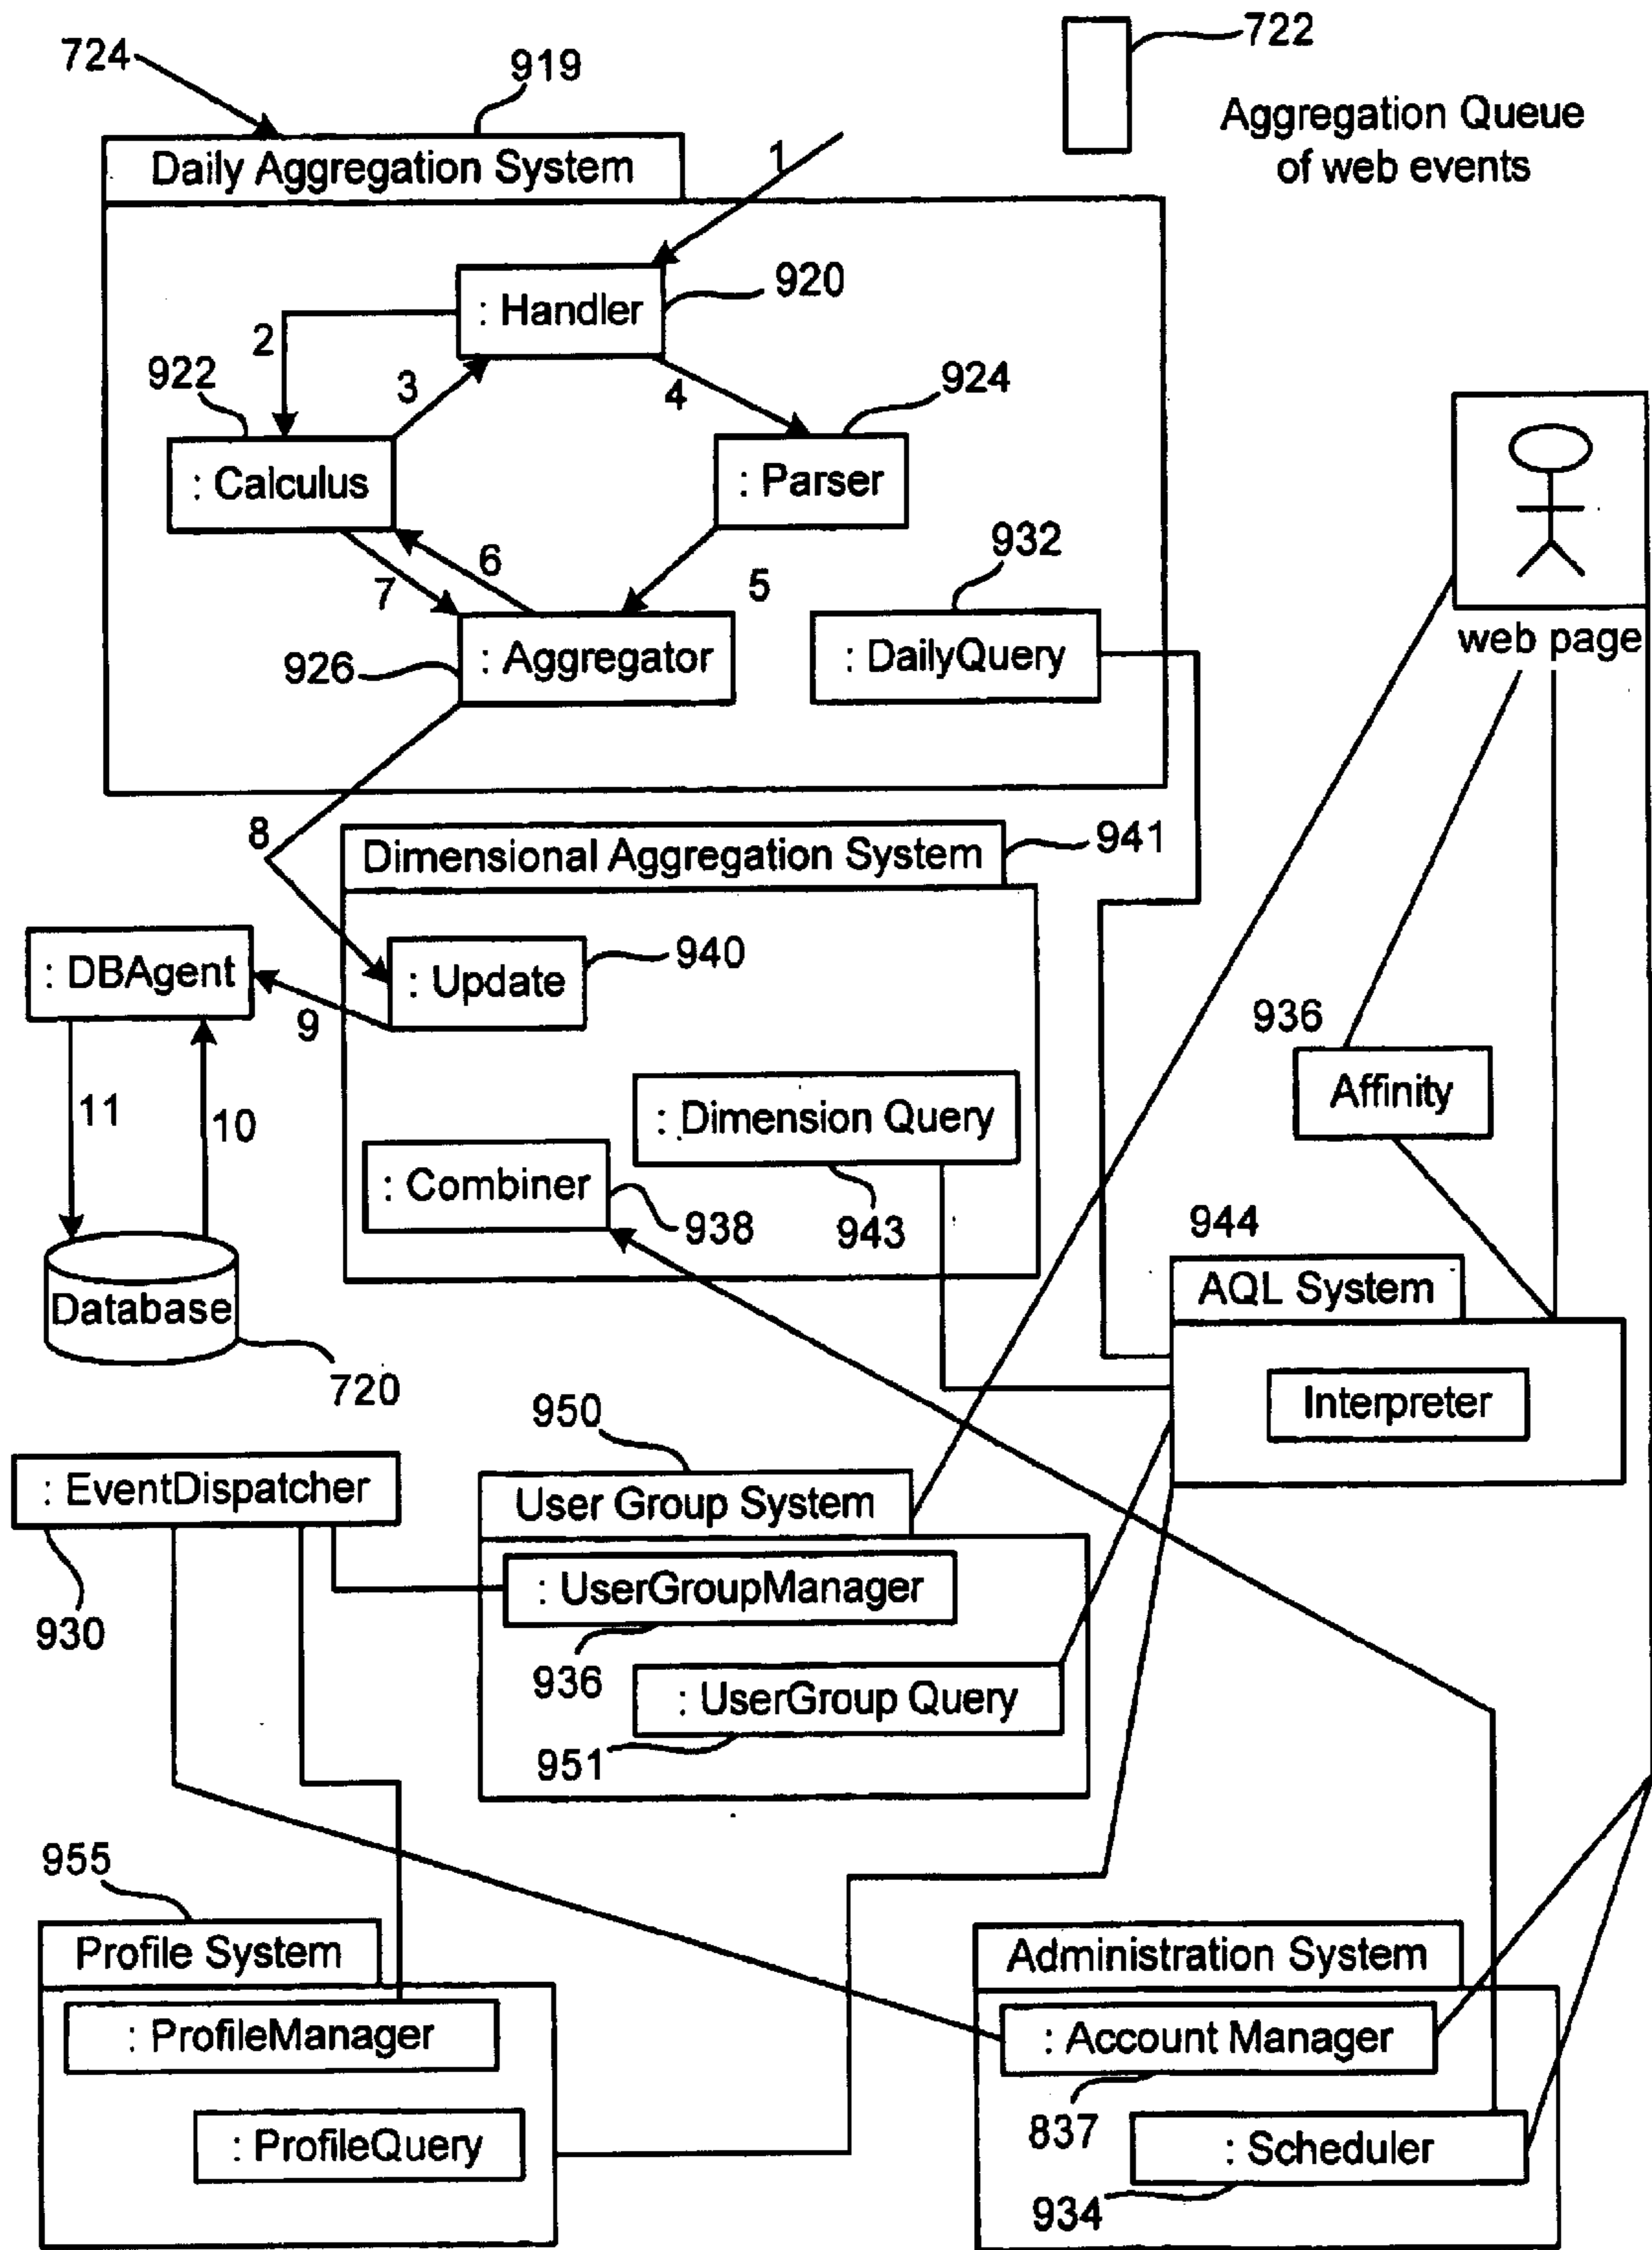 722
724
919
Aggregation Queue
of web events
Daily Aggregation System
1
: Handler
920
2
922
3
4
924
: Calculus
: Parser
6
7
5
932
: Aggregator
926
: DailyQuery
web page
8
Dimensional Aggregation System
941
: DBAgent
: Update
940
9
936
Affinity
11
10
: Dimension Query
: Combiner
938
943
944
AQL System
Database
720
Interpreter
950
: EventDispatcher
User Group System
930
: UserGroupManager
936
: UserGroup Query
951
955
Profile System
Administration System
: ProfileManager
: Account Manager
837
: ProfileQuery
: Scheduler
934